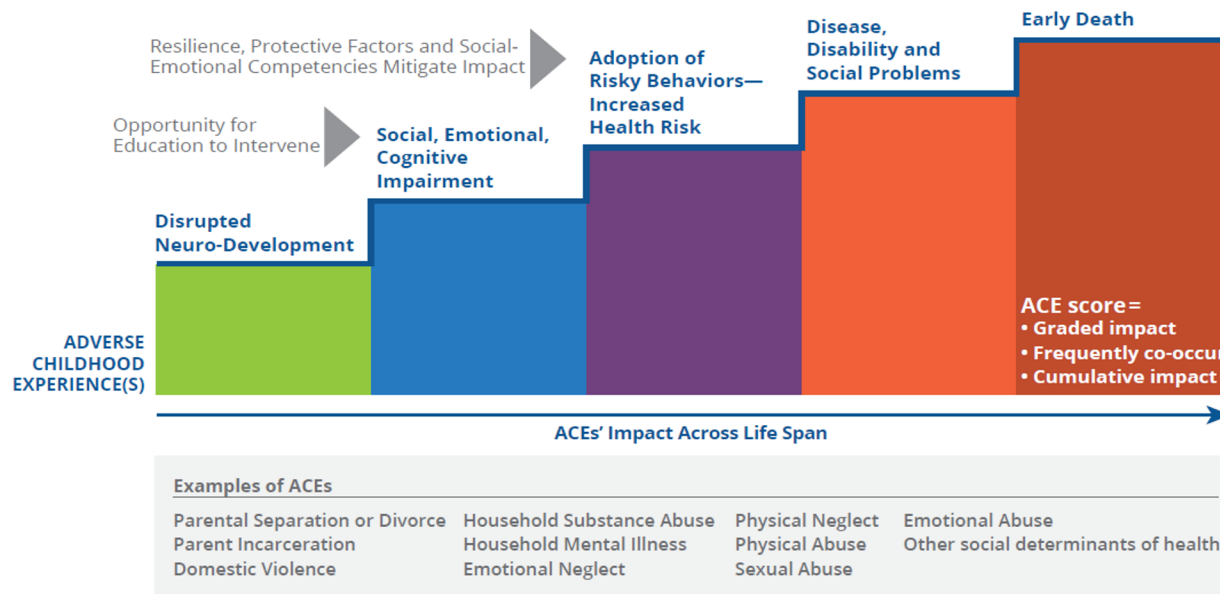 Early Death
Disease,
Disability and
Social Problems
Resilience, Protective Factors and Social-
Emotional Competencies Mitigate Impact
Adoption of
Risky Behaviors—
Increased
Health Risk
Opportunity for
Education to Intervene
Social, Emotional,
Cognitive
Impairment
Disrupted
Neuro-Development
ADVERSE
CHILDHOOD
EXPERIENCE(S)
ACE score=
• Graded impact
• Frequently co-occu
• Cumulative impact
ACEs’ Impact Across Life Span
Examples of ACEs
Parental Separation or Divorce Household Substance Abuse Physical Neglect Emotional Abuse
Parent Incarceration Household Mental Illness Physical Abuse Other social determinants of health
Domestic Violence Emotional Neglect Sexual Abuse